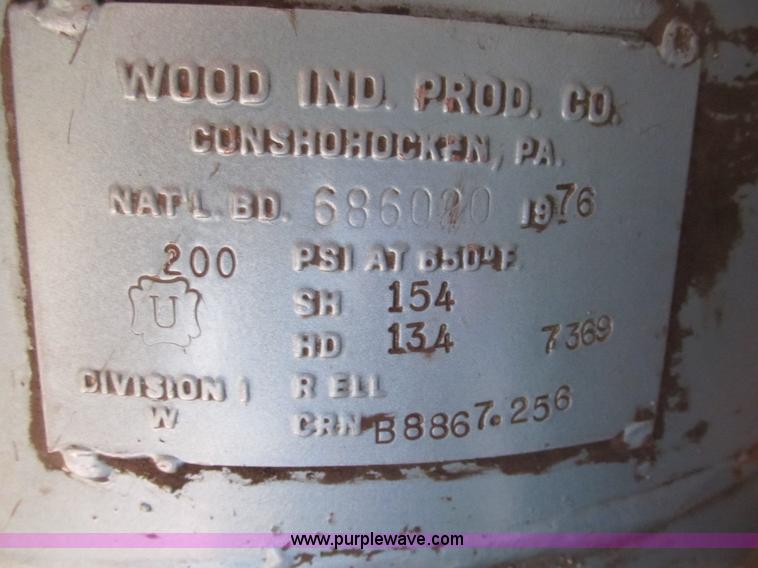 WOOD IND. PROD. CO.
CONSHOHOCKEN, PA.
NAT'L. BD. 1976
200 PSI AT 650°F.
U
SH 154
HD 134 7369
DIVISION 1 R ELL
W CRN B8867.256
www.purplewave.com